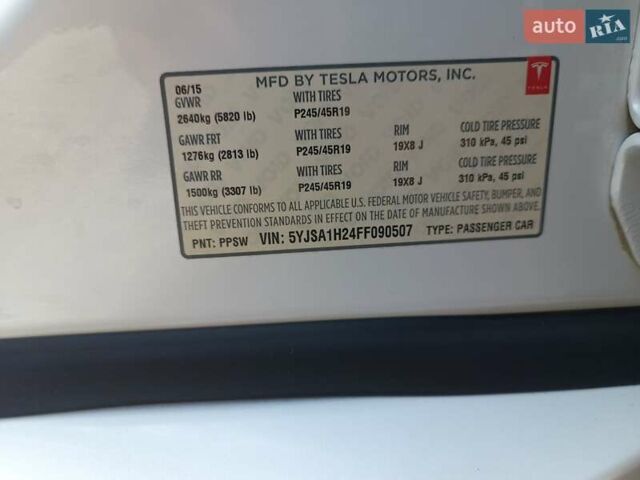 auto RIA .com
MFD BY TESLA MOTORS, INC.
TESLA
06/15
GVWR WITH TIRES
2640kg (5820 lb) P245/45R19
GAWR FRT WITH TIRES RIM COLD TIRE PRESSURE
1276kg (2813 lb) P245/45R19 19X8 J 310 kPa, 45 psi
GAWR RR WITH TIRES RIM COLD TIRE PRESSURE
1500kg (3307 lb) P245/45R19 19X8 J 310 kPa, 45 psi
THIS VEHICLE CONFORMS TO ALL APPLICABLE U.S. FEDERAL MOTOR VEHICLE SAFETY, BUMPER, AND
THEFT PREVENTION STANDARDS IN EFFECT ON THE DATE OF MANUFACTURE SHOWN ABOVE.
PNT: PPSW VIN: 5YJSA1H24FF090507 TYPE: PASSENGER CAR